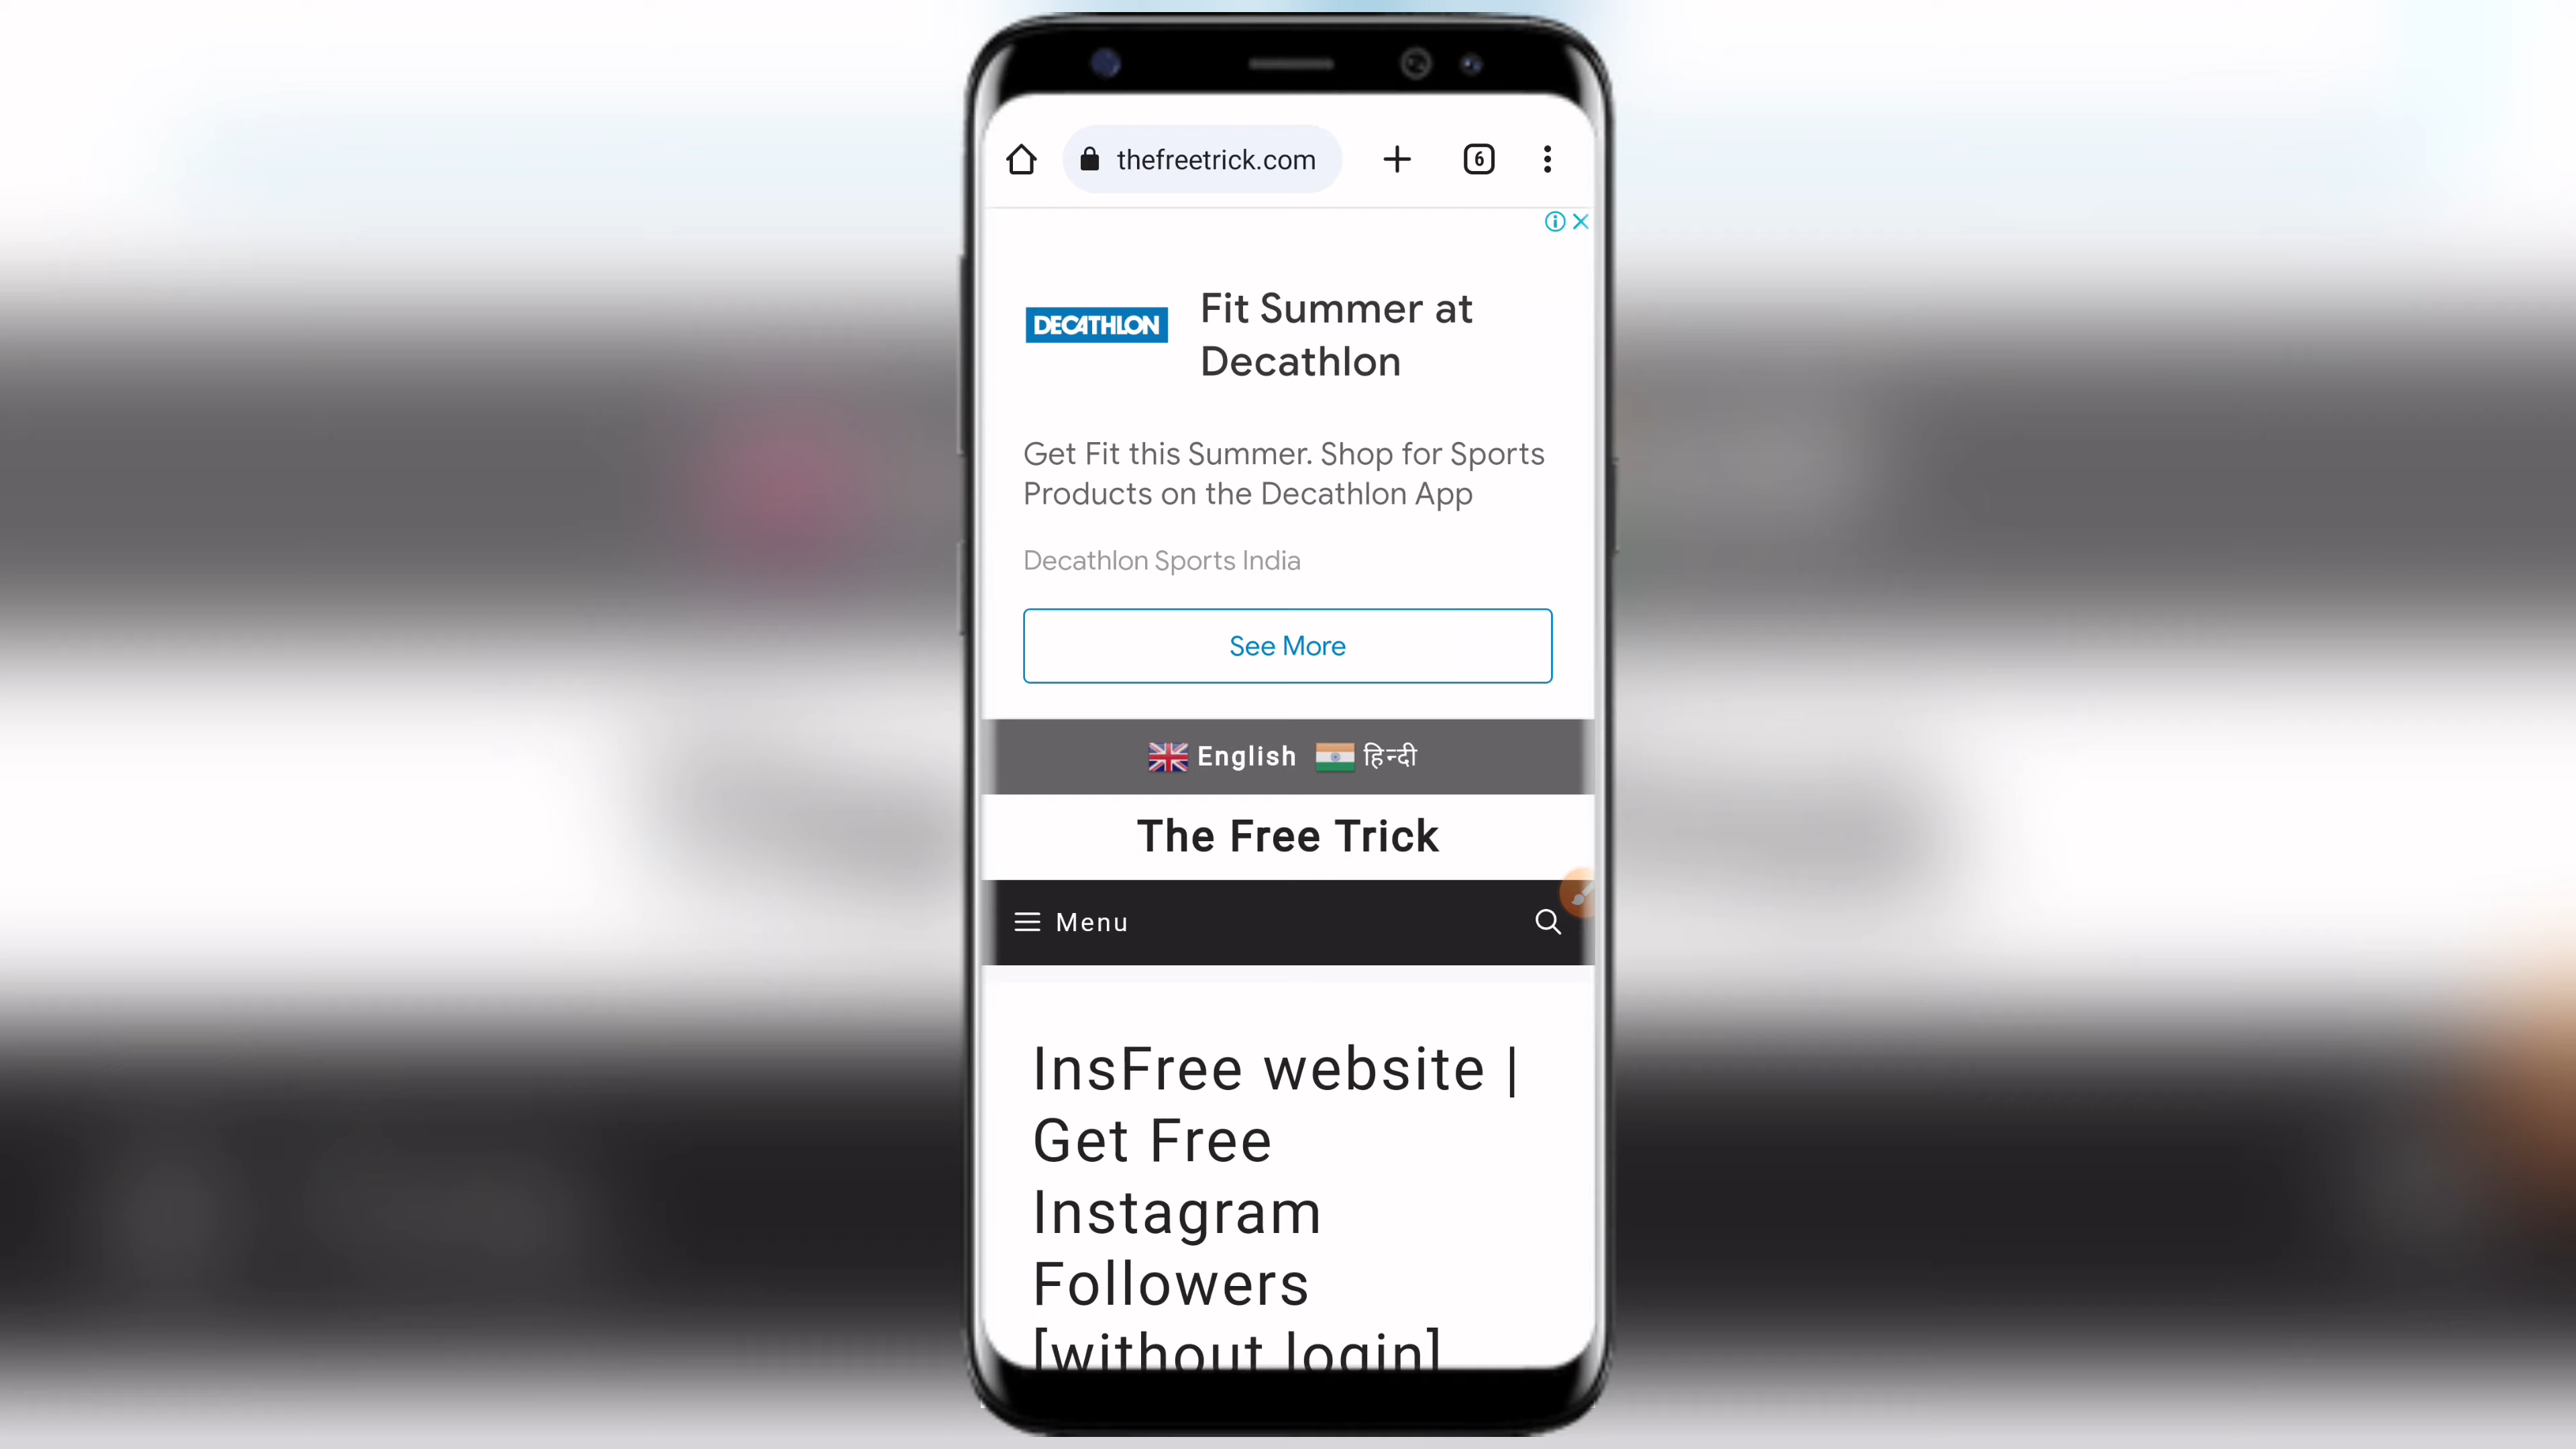 thefreetrick.com
6
DECATHLON
Fit Summer at
Decathlon
Get Fit this Summer. Shop for Sports
Products on the Decathlon App
Decathlon Sports India
See More
English हिन्दी
The Free Trick
Menu
InsFree website |
Get Free
Instagram
Followers
[without login]